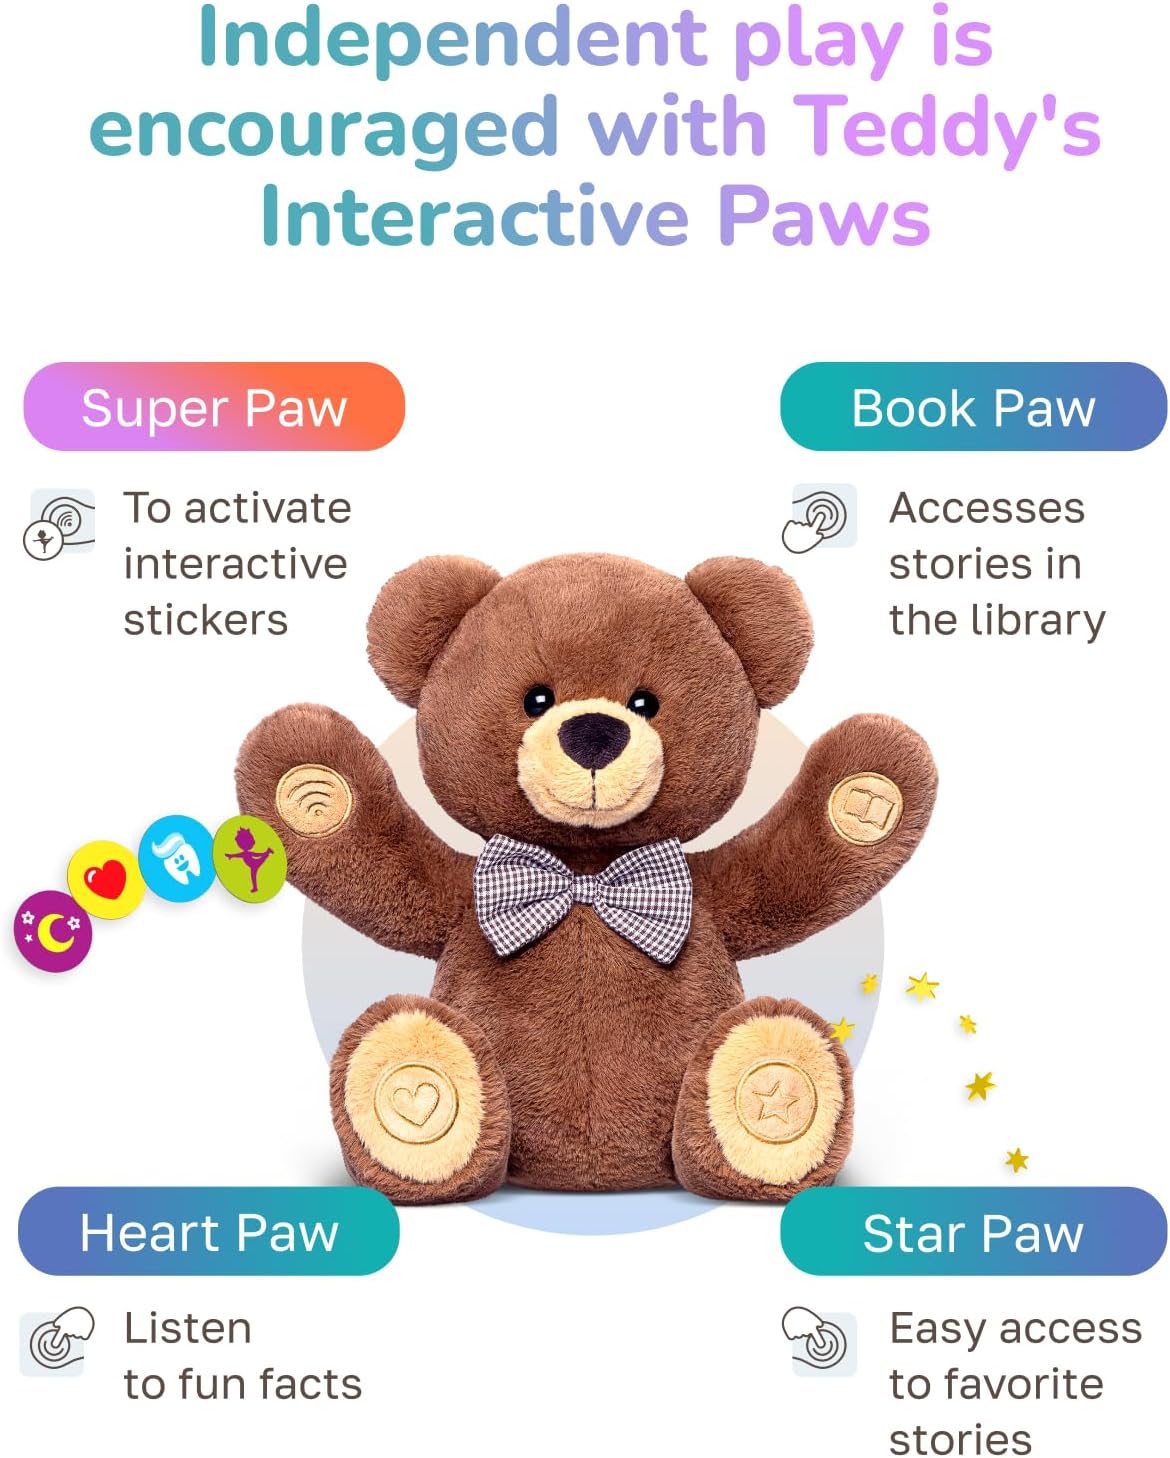 Independent play is
encouraged with Teddy's
Interactive Paws
Super Paw
To activate
interactive
stickers
Book Paw
Accesses
stories in
the library
Heart Paw
Listen
to fun facts
Star Paw
Easy access
to favorite
stories